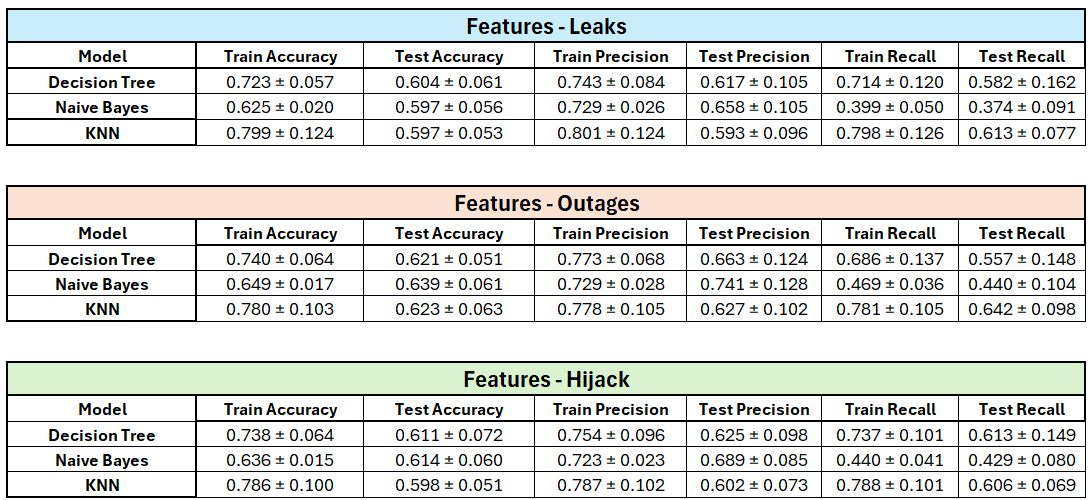 Features - Leaks
Model Train Accuracy Test Accuracy Train Precision Test Precision Train Recall Test Recall
Decision Tree 0.723 ± 0.057 0.604 ± 0.061 0.743 ± 0.084 0.617 ± 0.105 0.714 ± 0.120 0.582 ± 0.162
Naive Bayes 0.625 ± 0.020 0.597 ± 0.056 0.729 ± 0.026 0.658 ± 0.105 0.399 ± 0.050 0.374 ± 0.091
KNN 0.799 ± 0.124 0.597 ± 0.053 0.801 ± 0.124 0.593 ± 0.096 0.798 ± 0.126 0.613 ± 0.077
Features - Outages
Model Train Accuracy Test Accuracy Train Precision Test Precision Train Recall Test Recall
Decision Tree 0.740 ± 0.064 0.621 ± 0.051 0.773 ± 0.068 0.663 ± 0.124 0.686 ± 0.137 0.557 ± 0.148
Naive Bayes 0.649 ± 0.017 0.639 ± 0.061 0.729 ± 0.028 0.741 ± 0.128 0.469 ± 0.036 0.440 ± 0.104
KNN 0.780 ± 0.103 0.623 ± 0.063 0.778 ± 0.105 0.627 ± 0.102 0.781 ± 0.105 0.642 ± 0.098
Features - Hijack
Model Train Accuracy Test Accuracy Train Precision Test Precision Train Recall Test Recall
Decision Tree 0.738 ± 0.064 0.611 ± 0.072 0.754 ± 0.096 0.625 ± 0.098 0.737 ± 0.101 0.613 ± 0.149
Naive Bayes 0.636 ± 0.015 0.614 ± 0.060 0.723 ± 0.023 0.689 ± 0.085 0.440 ± 0.041 0.429 ± 0.080
KNN 0.786 ± 0.100 0.598 ± 0.051 0.787 ± 0.102 0.602 ± 0.073 0.788 ± 0.101 0.606 ± 0.069